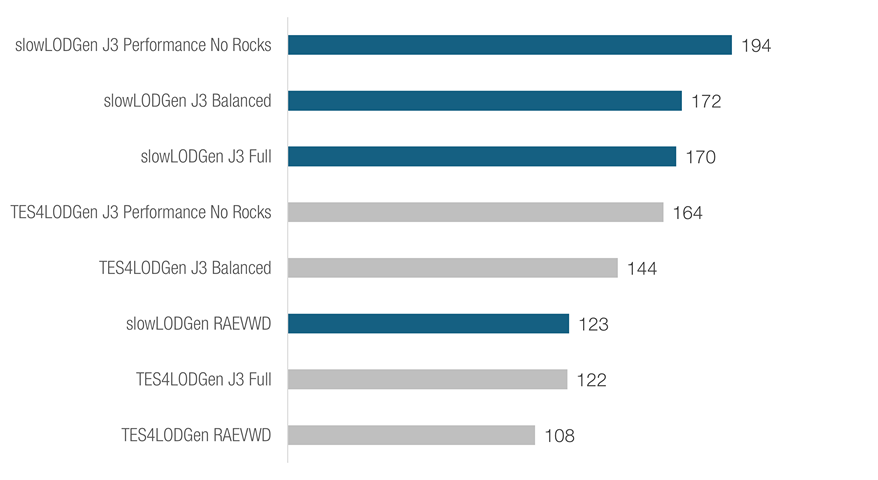 slowLODGen J3 Performance No Rocks 194
slowLODGen J3 Balanced 172
slowLODGen J3 Full 170
TES4LODGen J3 Performance No Rocks 164
TES4LODGen J3 Balanced 144
slowLODGen RAEVWD 123
TES4LODGen J3 Full 122
TES4LODGen RAEVWD 108